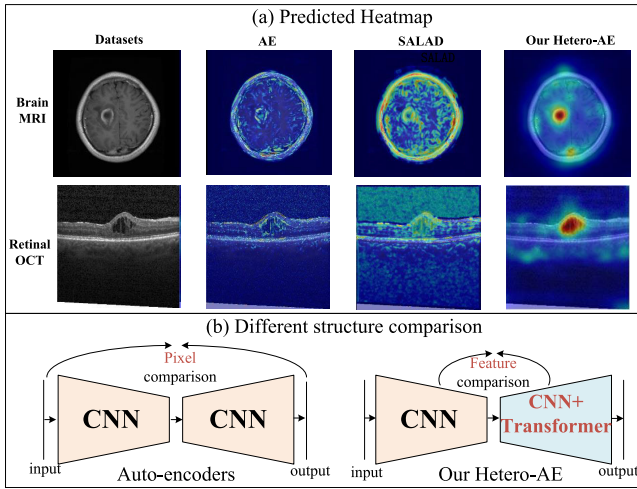 (a) Predicted Heatmap
Datasets AE SALAD Our Hetero-AE
Brain
MRI
Retinal
OCT
(b) Different structure comparison
Pixel
comparison
CNN CNN
input output
Auto-encoders
Feature
comparison
CNN CNN+
Transformer
input output
Our Hetero-AE